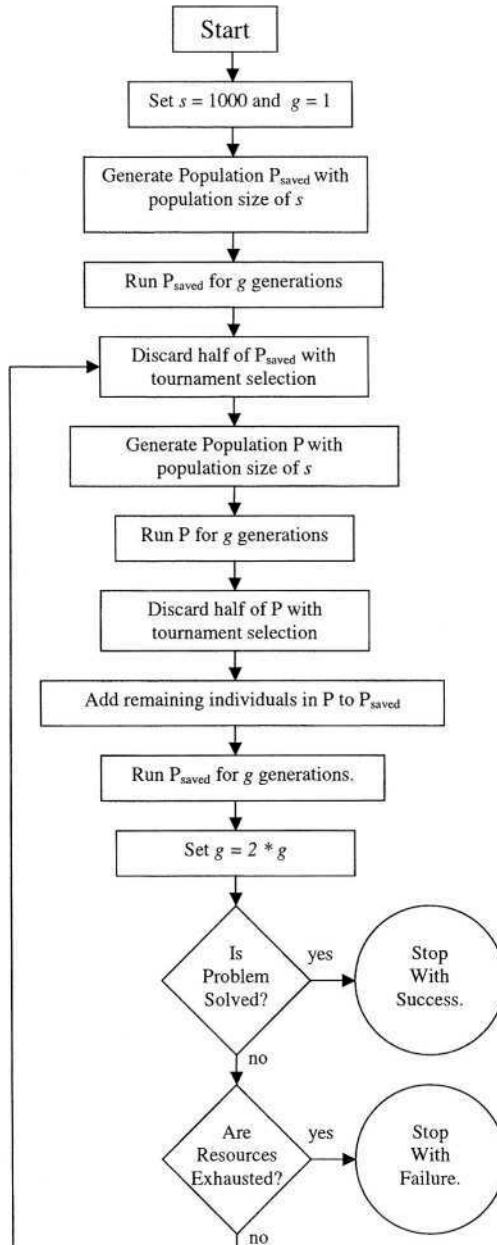 Start
Set s = 1000 and g = 1
Generate Population Psaved with
population size of s
Run Psaved for g generations
Discard half of Psaved with
tournament selection
Generate Population P with
population size of s
Run P for g generations
Discard half of P with
tournament selection
Add remaining individuals in P to Psaved
Run Psaved for g generations.
Set g = 2 * g
Is
Problem
Solved?
yes
Stop
With
Success.
no
Are
Resources
Exhausted?
yes
Stop
With
Failure.
no